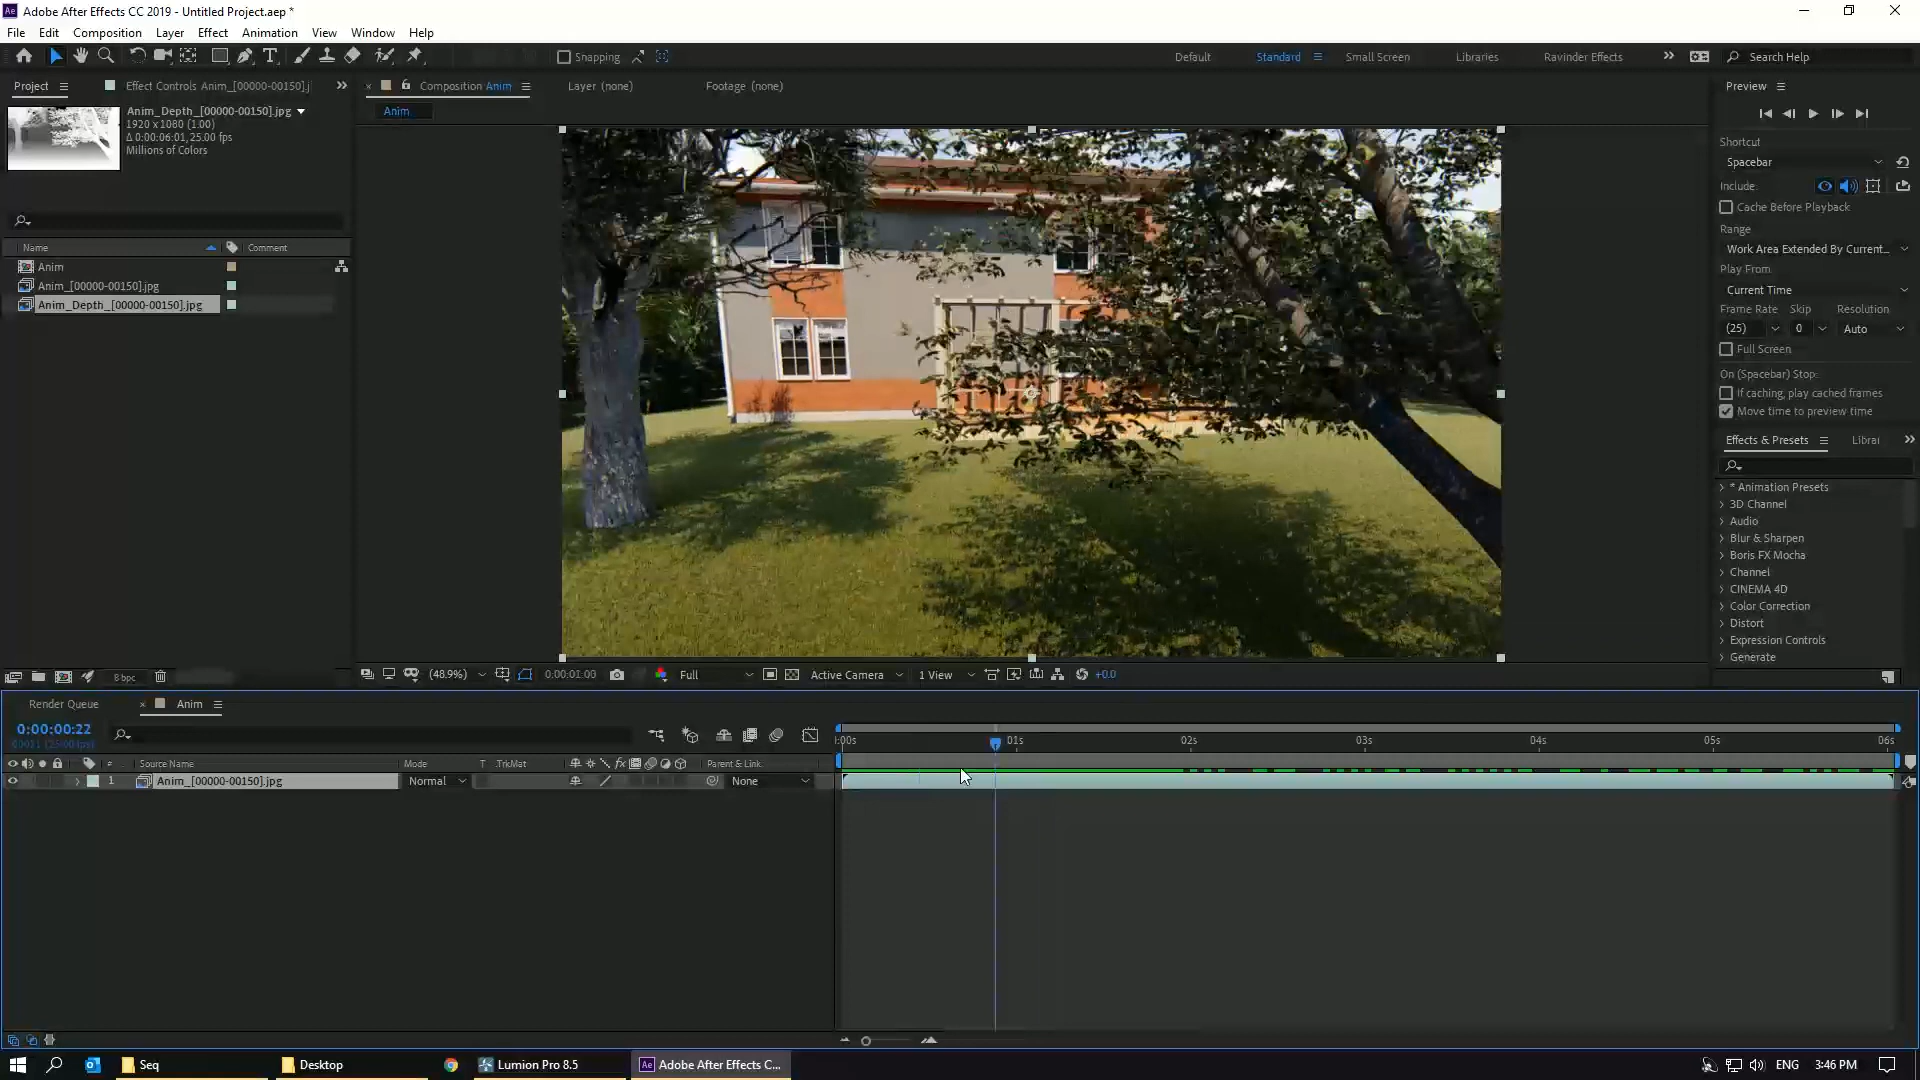 Adobe After Effects CC 2019 - Untitled Project.aep *
File Edit Composition Layer Effect Animation View Window Help
Snapping Default Standard Small Screen Libraries Ravinder Effects Search Help
Project Effect Controls Anim_[00000-00150].j Composition Anim Layer (none) Footage (none) Preview
Anim
Anim_Depth_[00000-00150].jpg
1920 x 1080 (1.00)
Δ 0:00:06:01, 25.00 fps
Millions of Colors
Name Comment
Anim
Anim_[00000-00150].jpg
Anim_Depth_[00000-00150].jpg
8 bpc
(48.9%) 0:00:01:00 Full Active Camera 1 View +0.0
Shortcut
Spacebar
Include:
Cache Before Playback
Range
Work Area Extended By Current...
Play From
Current Time
Frame Rate Skip Resolution
(25) 0 Auto
Full Screen
On (Spacebar) Stop:
If caching, play cached frames
Move time to preview time
Effects & Presets Librai
* Animation Presets
3D Channel
Audio
Blur & Sharpen
Boris FX Mocha
Channel
CINEMA 4D
Color Correction
Distort
Expression Controls
Generate
Render Queue Anim
0:00:00:22
:00s 01s 02s 03s 04s 05s 06s
# Source Name Mode T .TrkMat Parent & Link
1 Anim_[00000-00150].jpg Normal None
Seq Desktop Lumion Pro 8.5 Adobe After Effects C... ENG 3:46 PM